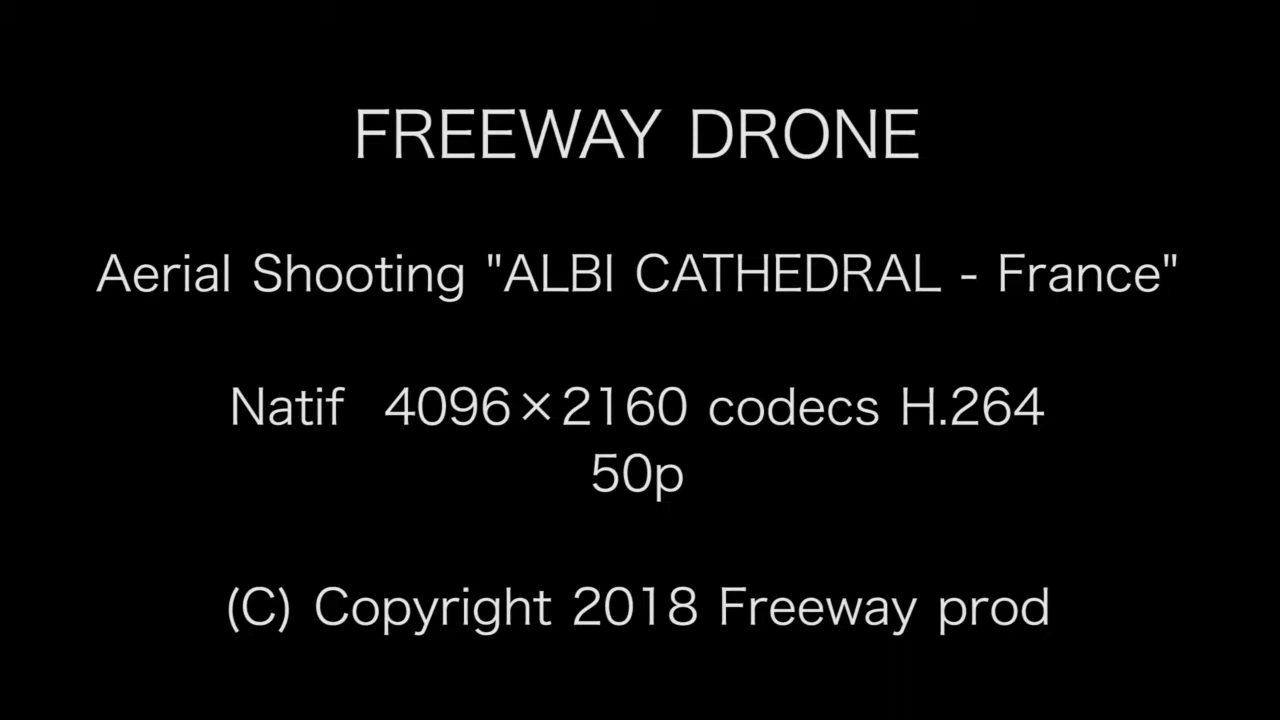 FREEWAY DRONE
Aerial Shooting "ALBI CATHEDRAL - France"
Natif 4096×2160 codecs H.264
50p
(C) Copyright 2018 Freeway prod